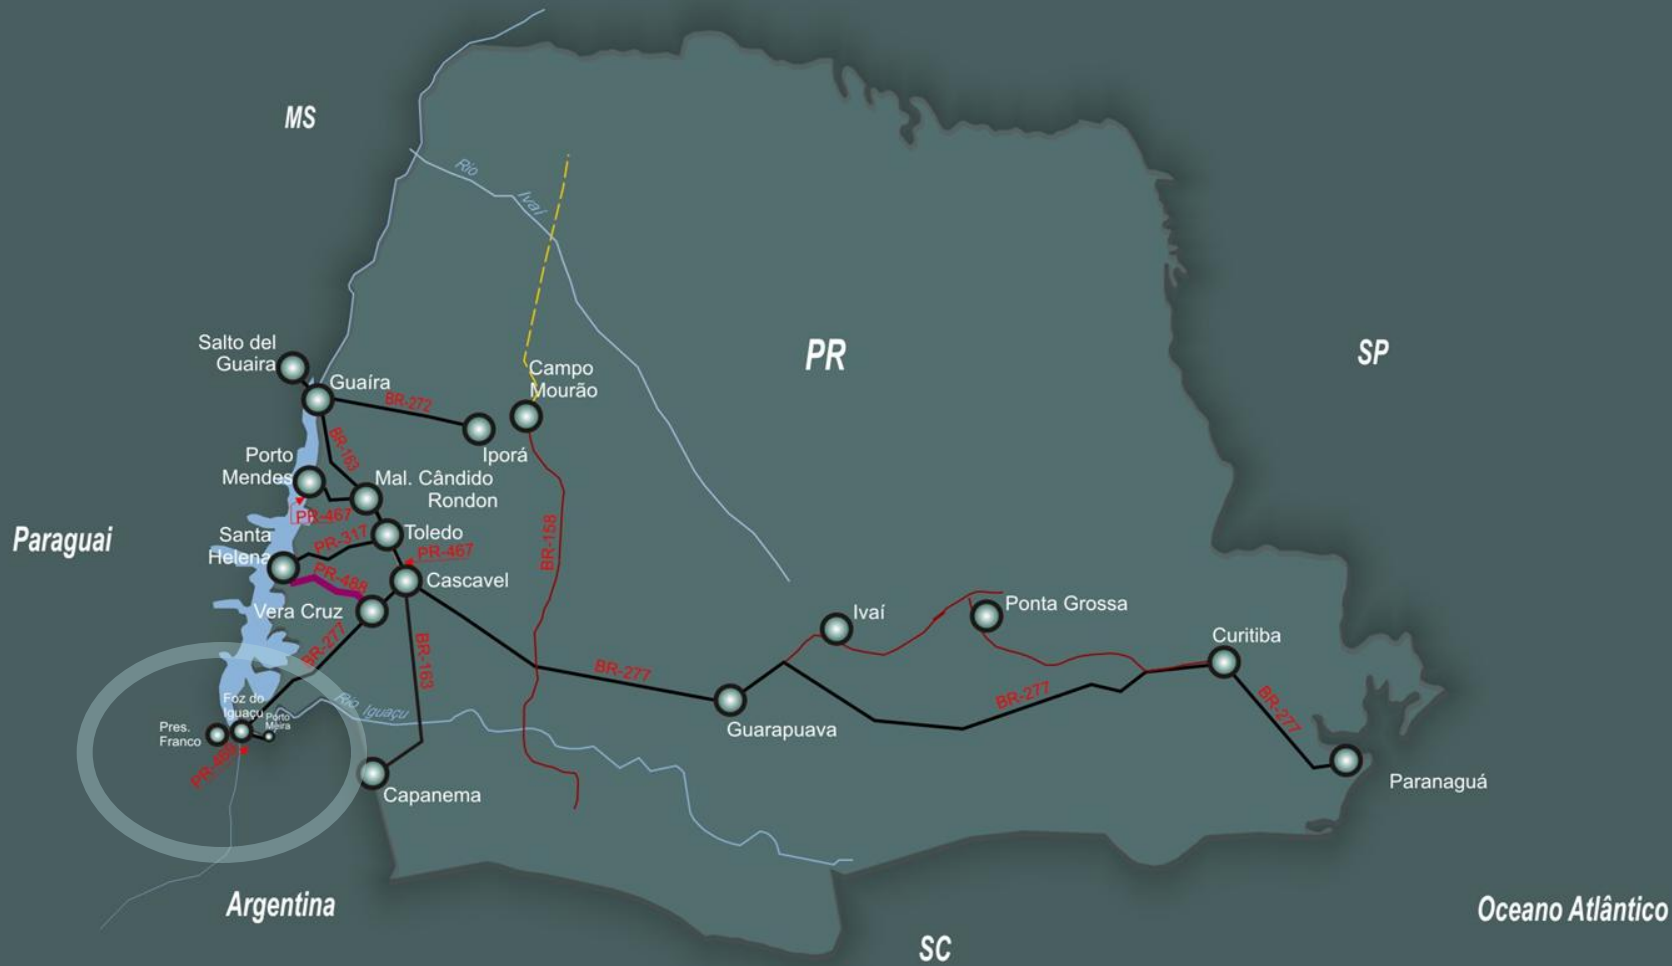 MS
Rio
Ivaí
Salto del
Guaira
Guaíra
BR-272
Campo
Mourão
PR
SP
BR-163
Iporá
Porto
Mendes
Mal. Cândido
Rondon
PR-467
Paraguai
Santa
Helena
PR-317
Toledo
PR-467
BR-158
PR-488
Cascavel
Vera Cruz
BR-277
BR-163
BR-277
Ivaí
Ponta Grossa
Curitiba
BR-277
BR-277
Guarapuava
Foz do
Iguaçu
Porto
Meira
Rio Iguaçu
Pres.
Franco
Capanema
Paranaguá
Argentina
SC
Oceano Atlântico